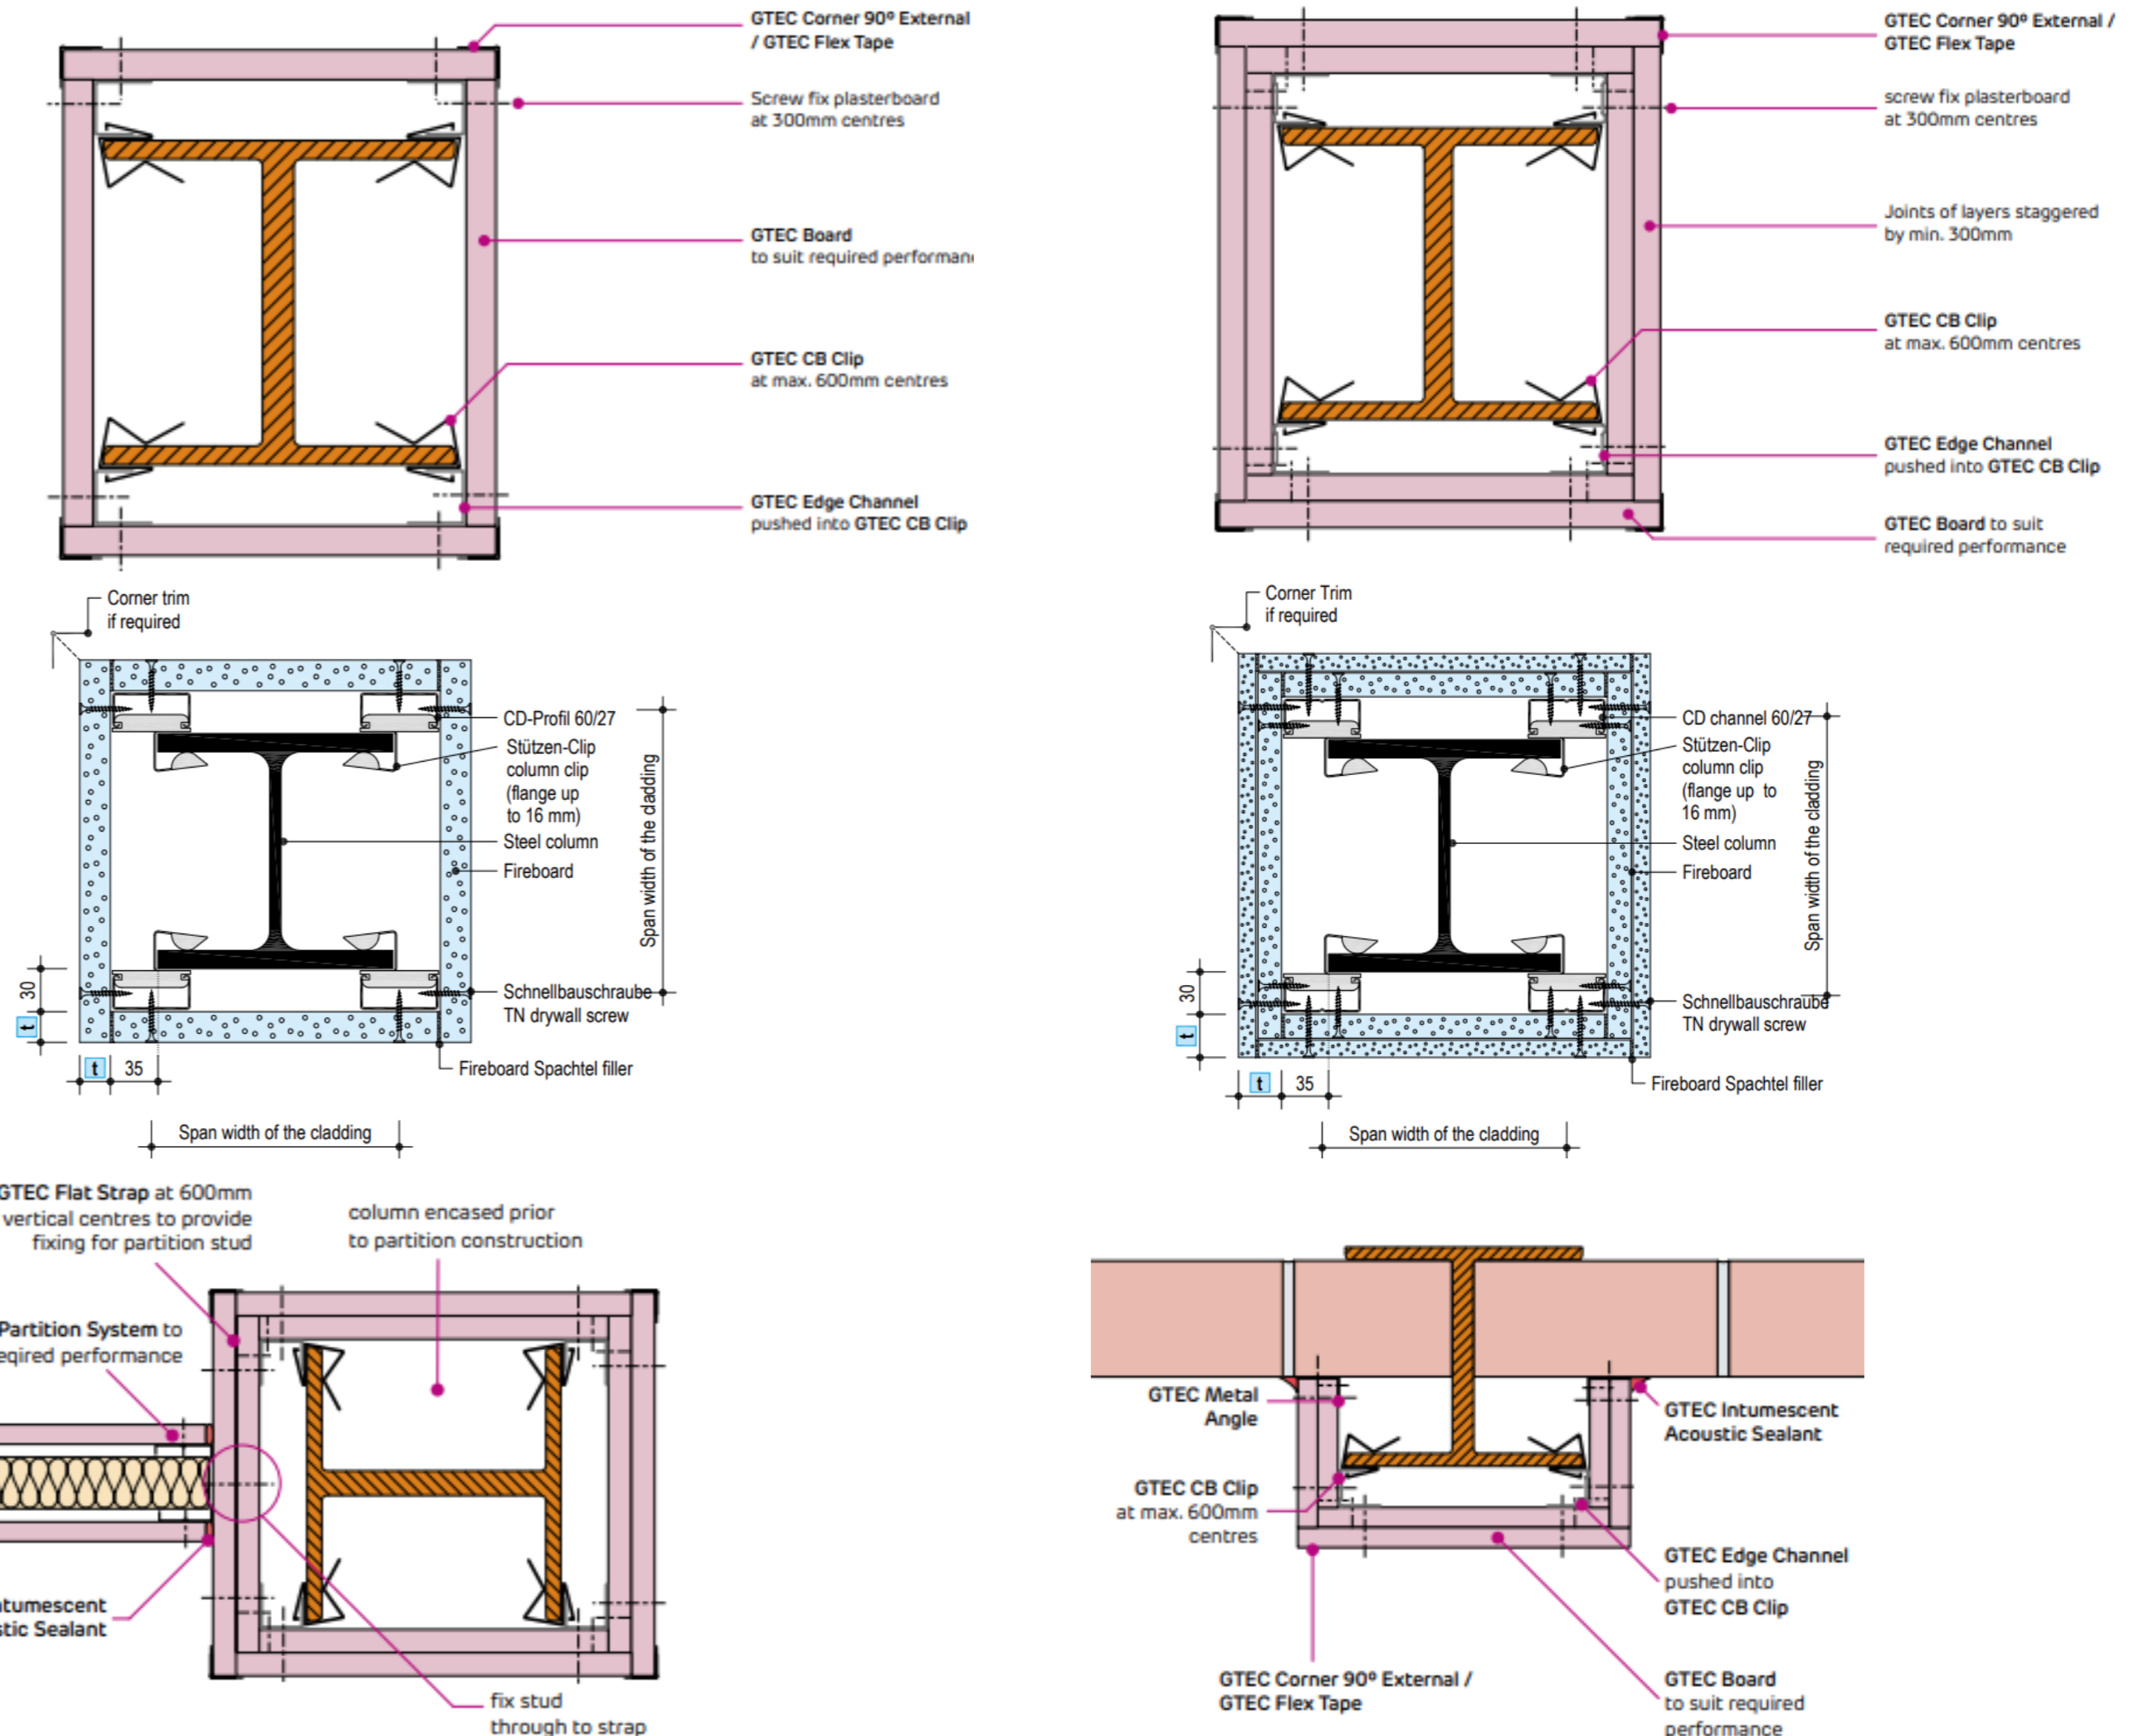 GTEC Corner 90º External
/ GTEC Flex Tape
Screw fix plasterboard
at 300mm centres
GTEC Board
to suit required
GTEC CB Clip
at max. 600mm centres
GTEC Edge Channel
pushed into GTEC CB Clip
GTEC Corner 90º External /
GTEC Flex Tape
screw fix plasterboard
at 300mm centres
Joints of layers staggered
by min. 300mm
GTEC CB Clip
at max. 600mm centres
GTEC Edge Channel
pushed into GTEC CB Clip
GTEC Board to suit
required performance
Corner trim
if required
CD-Profil 60/27
Stützen-Clip
column clip
(flange up
to 16 mm)
Steel column
Fireboard
Schnellbauschraube
TN drywall screw
Fireboard Spachtel filler
Span width of the cladding
30
t
t 35
Span width of the cladding
Corner Trim
if required
CD channel 60/27
Stützen-Clip
column clip
(flange up to
16 mm)
Steel column
Fireboard
Schnellbauschraube
TN drywall screw
Fireboard Spachtel filler
Span width of the cladding
30
t
t 35
Span width of the cladding
GTEC Flat Strap at 600mm
vertical centres to provide
fixing for partition stud
column encased prior
to partition construction
Partition System to
performance
Sealant
fix stud
through to strap
GTEC Metal
Angle
GTEC CB Clip
at max. 600mm
centres
GTEC Corner 90º External /
GTEC Flex Tape
GTEC Intumescent
Acoustic Sealant
GTEC Edge Channel
pushed into
GTEC CB Clip
GTEC Board
to suit required
performance